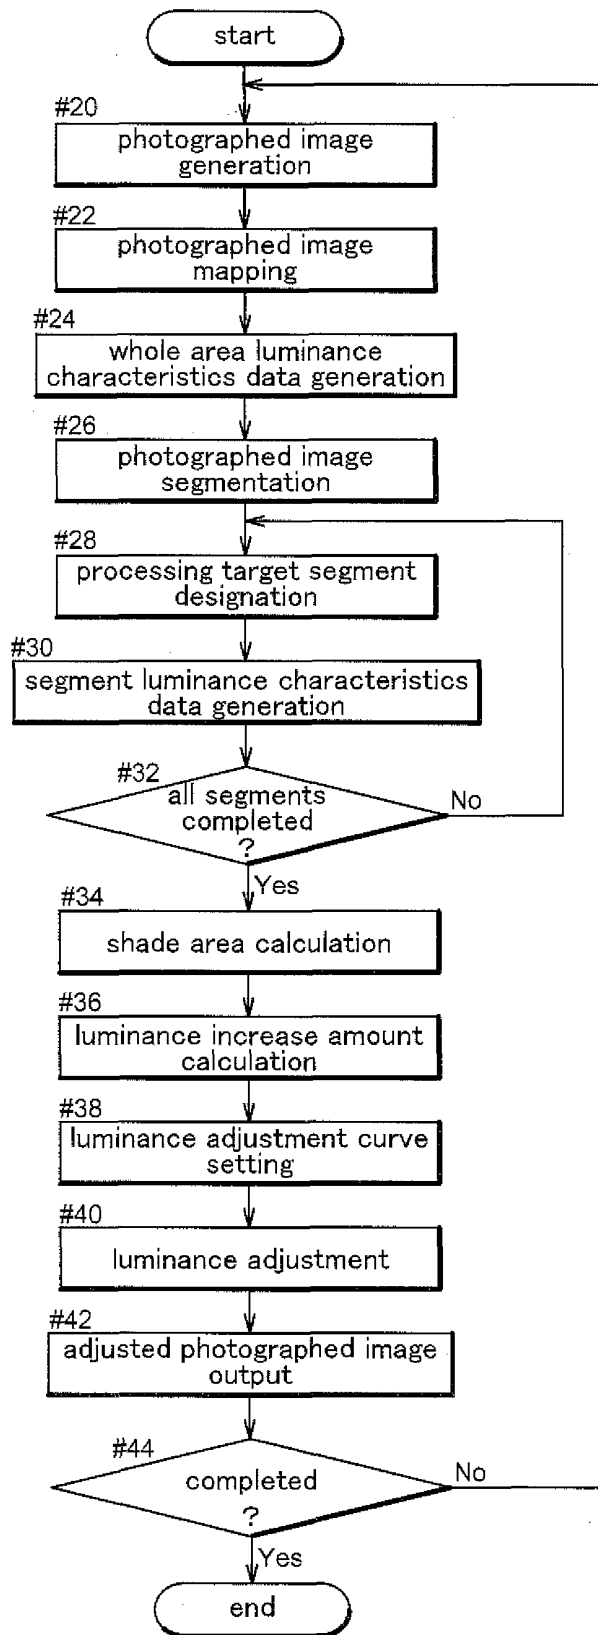 start
#20
photographed image
generation
#22
photographed image
mapping
#24
whole area luminance
characteristics data generation
#26
photographed image
segmentation
#28
processing target segment
designation
#30
segment luminance characteristics
data generation
#32
all segments
completed
?
No
Yes
#34
shade area calculation
#36
luminance increase amount
calculation
#38
luminance adjustment curve
setting
#40
luminance adjustment
#42
adjusted photographed image
output
#44
completed
?
No
Yes
end